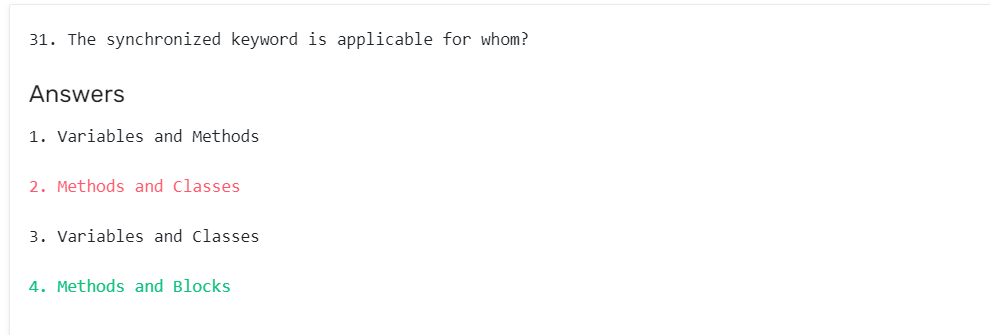 31. The synchronized keyword is applicable for whom?
Answers
1. Variables and Methods
2. Methods and Classes
3. Variables and Classes
4. Methods and Blocks